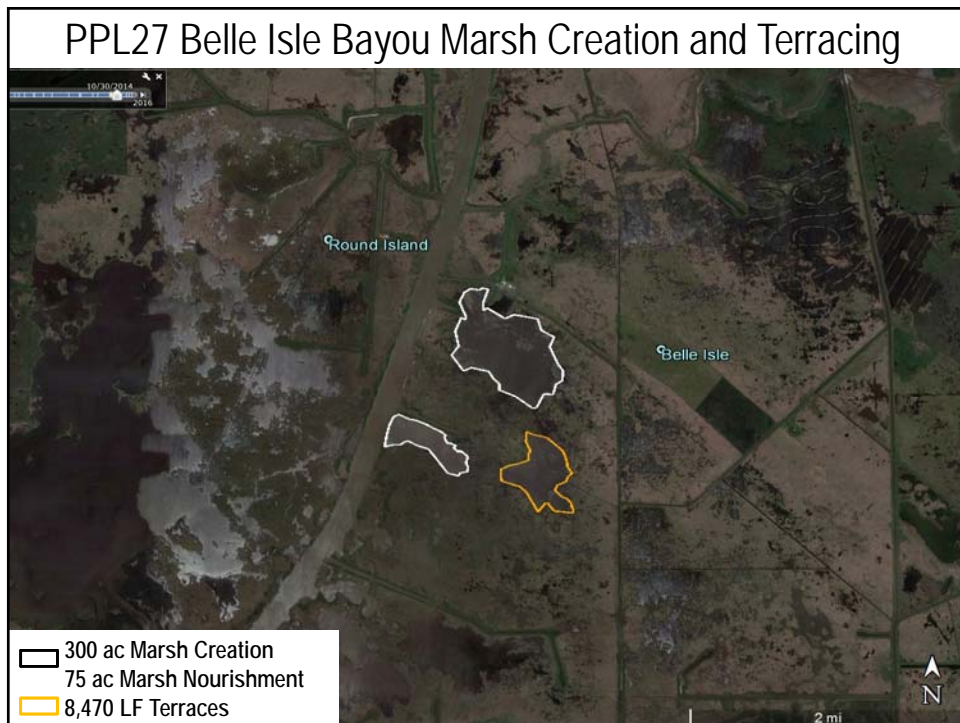 PPL27 Belle Isle Bayou Marsh Creation and Terracing
10/30/2014
2016
Round Island
Belle Isle
300 ac Marsh Creation
75 ac Marsh Nourishment
8,470 LF Terraces
N
2 mi